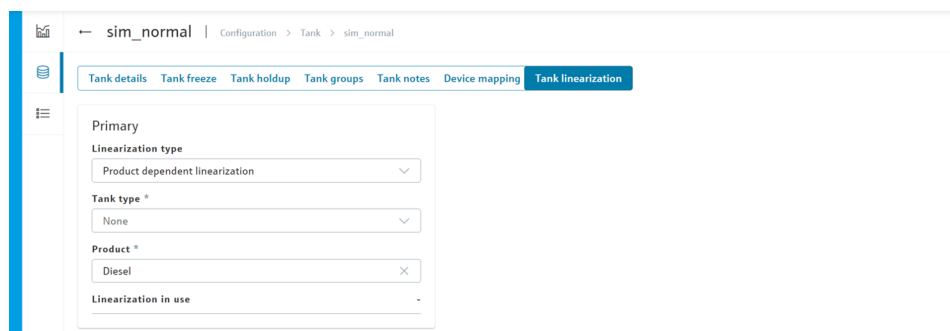 ← sim_normal | Configuration > Tank > sim_normal
Tank details Tank freeze Tank holdup Tank groups Tank notes Device mapping Tank linearization
Primary
Linearization type
Product dependent linearization
Tank type *
None
Product *
Diesel
Linearization in use -